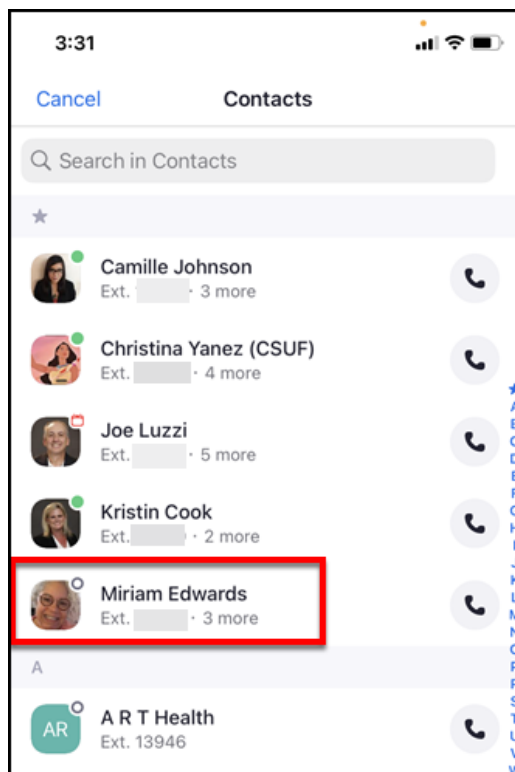 3:31
Cancel
Contacts
Search in Contacts
Camille Johnson
Ext. · 3 more
Christina Yanez (CSUF)
Ext. · 4 more
Joe Luzzi
Ext. · 5 more
Kristin Cook
Ext. · 2 more
Miriam Edwards
Ext. · 3 more
A
AR
A R T Health
Ext. 13946